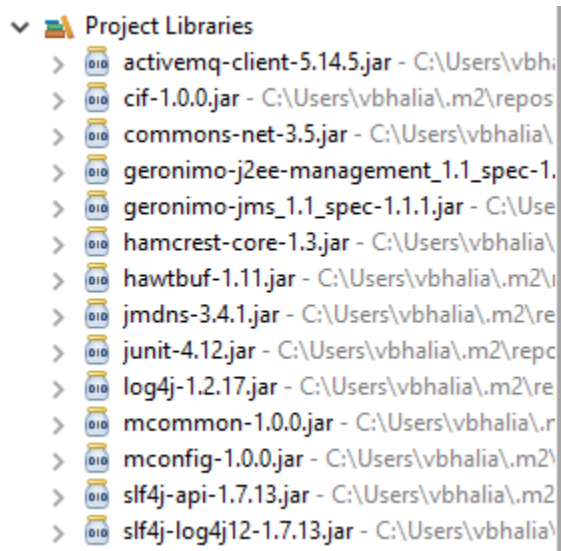 Project Libraries
activemq-client-5.14.5.jar - C:\Users\vbha
cif-1.0.0.jar - C:\Users\vbhalia\.m2\repos
commons-net-3.5.jar - C:\Users\vbhalia\
geronimo-j2ee-management_1.1_spec-1.
geronimo-jms_1.1_spec-1.1.1.jar - C:\Use
hamcrest-core-1.3.jar - C:\Users\vbhalia\
hawtbuf-1.11.jar - C:\Users\vbhalia\.m2\
jmdns-3.4.1.jar - C:\Users\vbhalia\.m2\re
junit-4.12.jar - C:\Users\vbhalia\.m2\repo
log4j-1.2.17.jar - C:\Users\vbhalia\.m2\re
mcommon-1.0.0.jar - C:\Users\vbhalia\.
mconfig-1.0.0.jar - C:\Users\vbhalia\.m2\
slf4j-api-1.7.13.jar - C:\Users\vbhalia\.m2
slf4j-log4j12-1.7.13.jar - C:\Users\vbhalia\